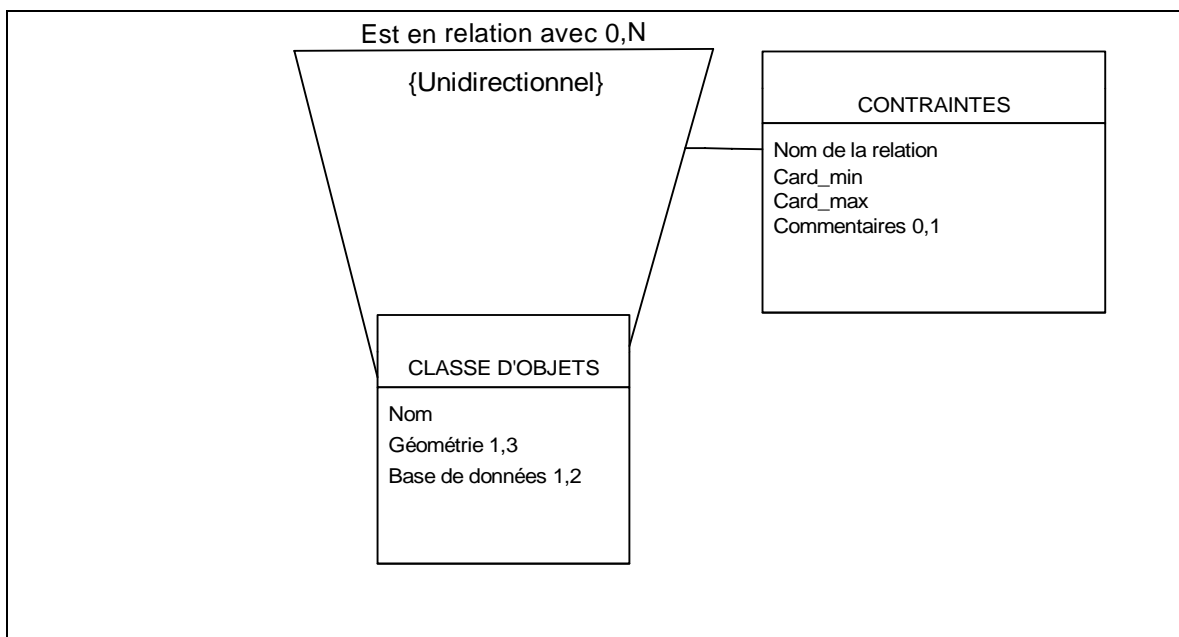 Est en relation avec 0,N
{Unidirectionnel}
CONTRAINTES
Nom de la relation
Card_min
Card_max
Commentaires 0,1
CLASSE D'OBJETS
Nom
Géométrie 1,3
Base de données 1,2